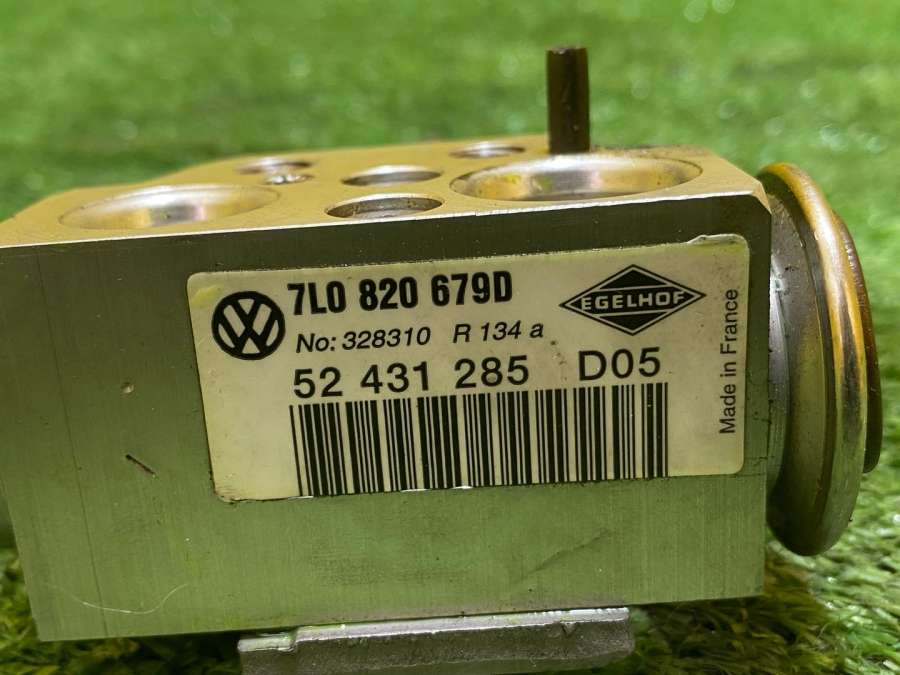 7L0 820 679D
No: 328310 R 134 a
52 431 285 D05
EGELHOF
Made in France